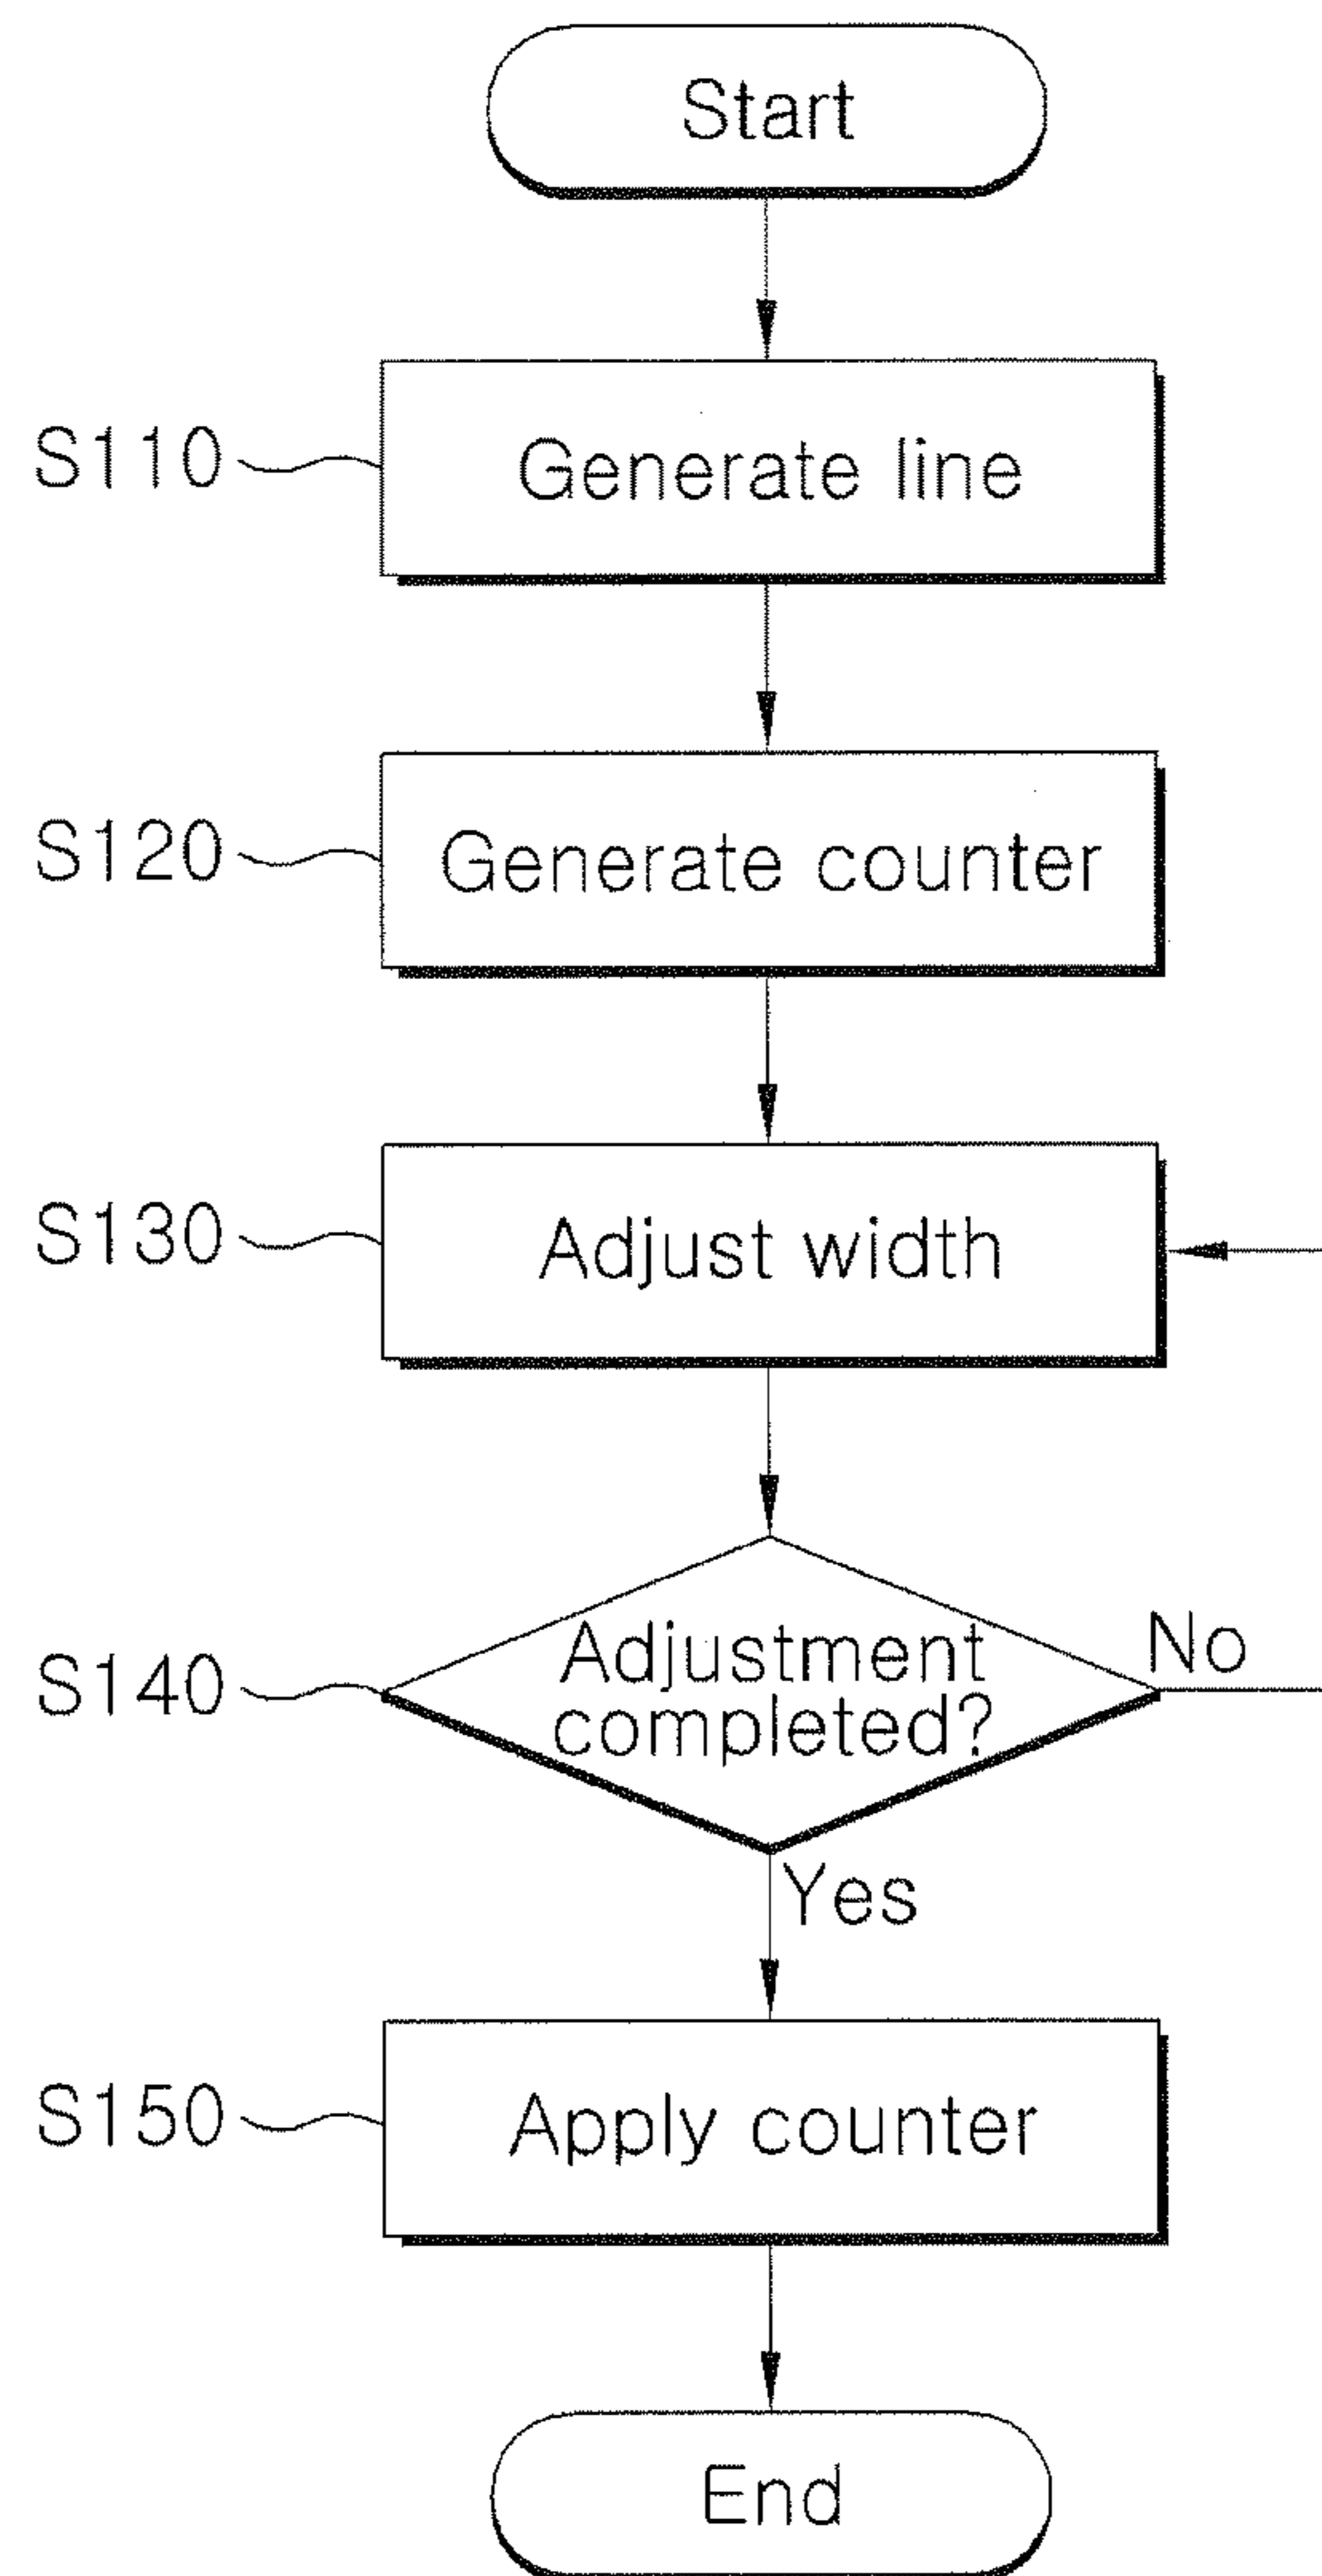 Start
S110
Generate line
S120
Generate counter
S130
Adjust width
S140
Adjustment
completed?
No
Yes
S150
Apply counter
End